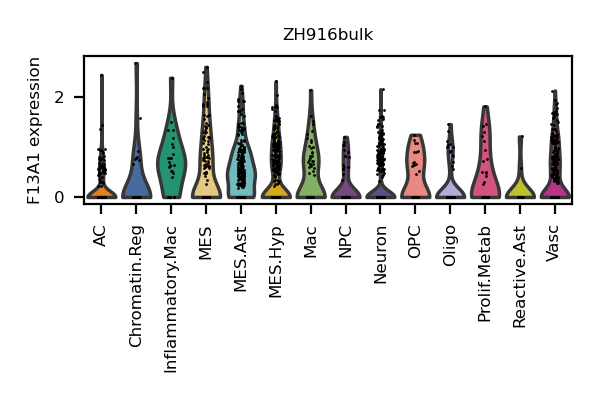 ZH916bulk
F13A1 expression
2
0
AC
Chromatin.Reg
Inflammatory.Mac
MES
MES.Ast
MES.Hyp
Mac
NPC
Neuron
OPC
Oligo
Prolif.Metab
Reactive.Ast
Vasc